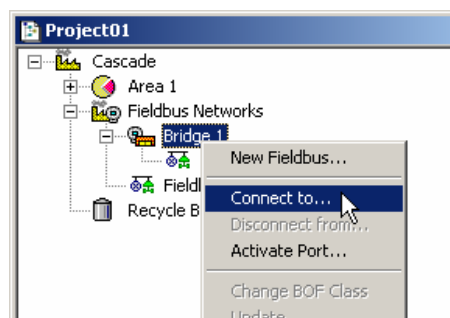 Project01
Cascade
Area 1
Fieldbus Networks
Bridge 1
New Fieldbus...
Connect to...
Disconnect from...
Activate Port...
Change BOF Class
Update
Recycle